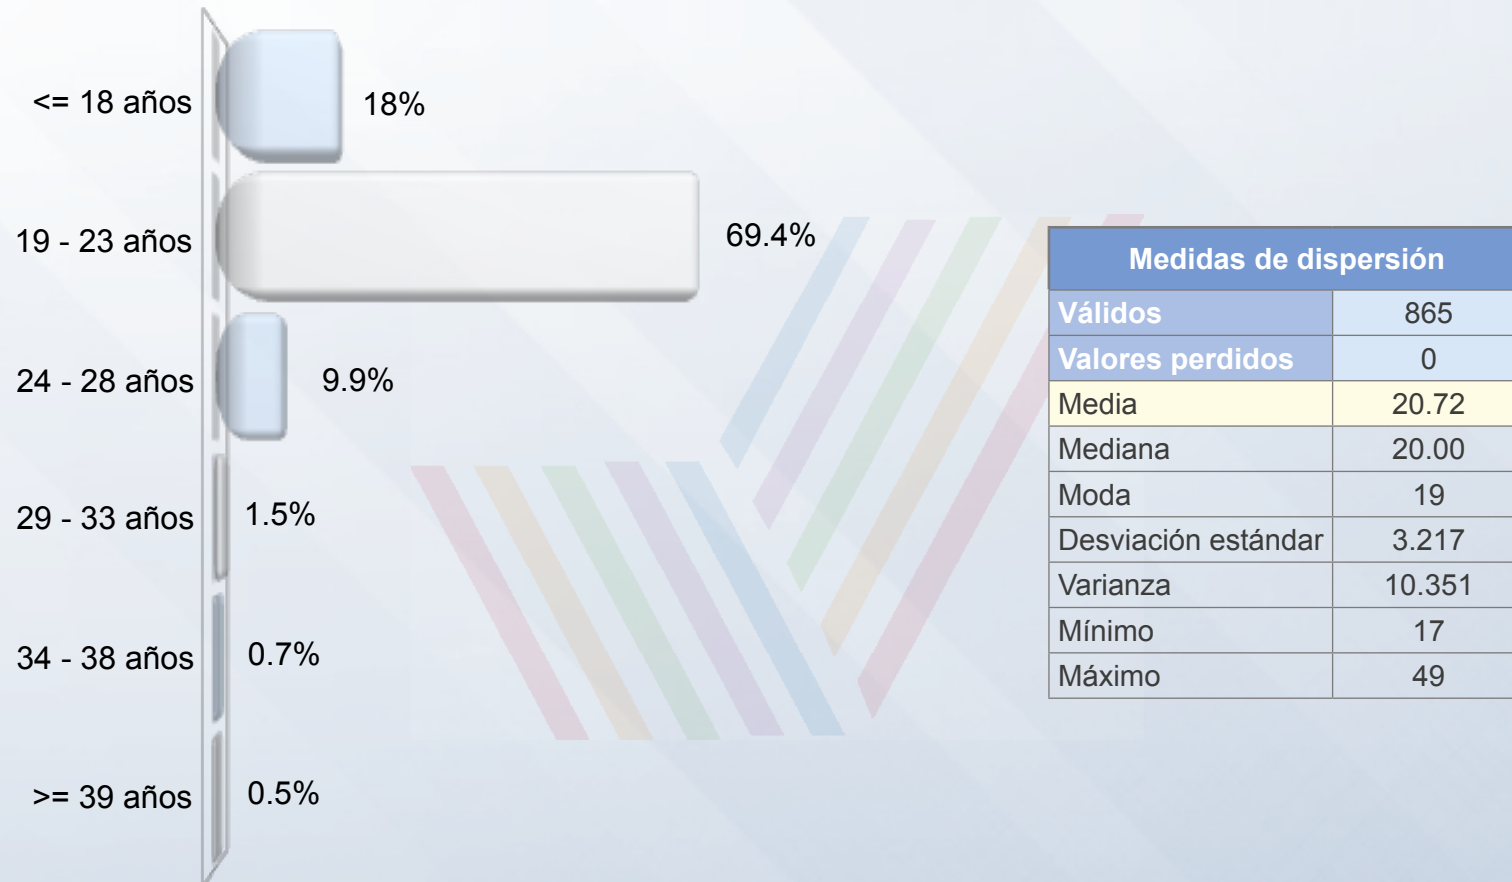 <= 18 años 18%
19 - 23 años 69.4%
24 - 28 años 9.9%
29 - 33 años 1.5%
34 - 38 años 0.7%
>= 39 años 0.5%
Medidas de dispersión
Válidos 865
Valores perdidos 0
Media 20.72
Mediana 20.00
Moda 19
Desviación estándar 3.217
Varianza 10.351
Mínimo 17
Máximo 49